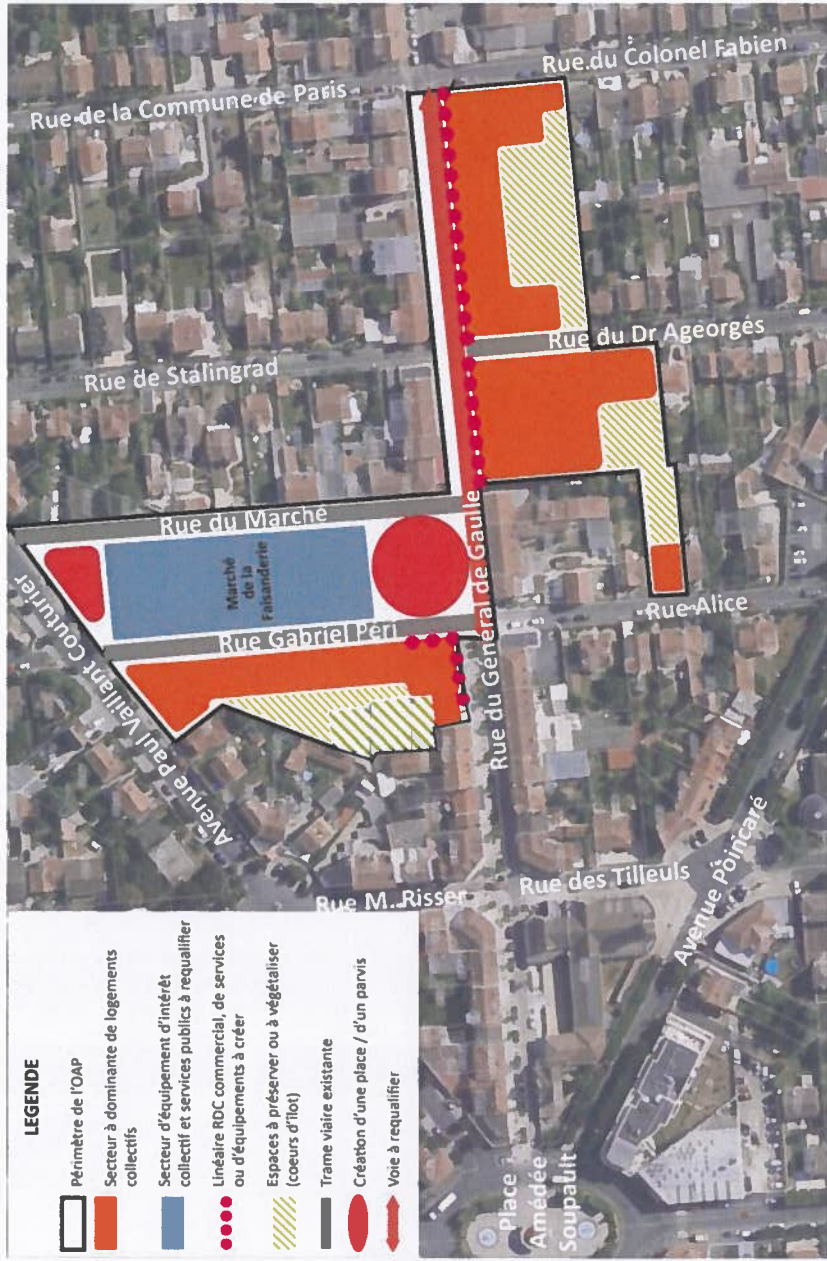 LEGENDE
Périmètre de l'OAP
Secteur à dominante de logements
collectifs
Secteur d'équipement d'intérêt
collectif et services publics à requalifier
Linéaire RDC commercial, de services
ou d'équipements à créer
Espaces à préserver ou à végétaliser
(coeurs d'îlot)
Trame viaire existante
Création d'une place / d'un parvis
Voie à requalifier
Rue de la Commune de Paris
Rue du Colonel Fabien
Rue de Stalingrad
Rue du Dr Ageorges
Rue du Marché
Marché
de la
Faisanderie
Rue Gabriel Péri
Avenue Paul Vaillant Couturier
Rue du Général de Gaulle
Rue Alice
Rue M. Risser
Rue des Tilleuls
Avenue Poincaré
Place
Amédée
Soupault